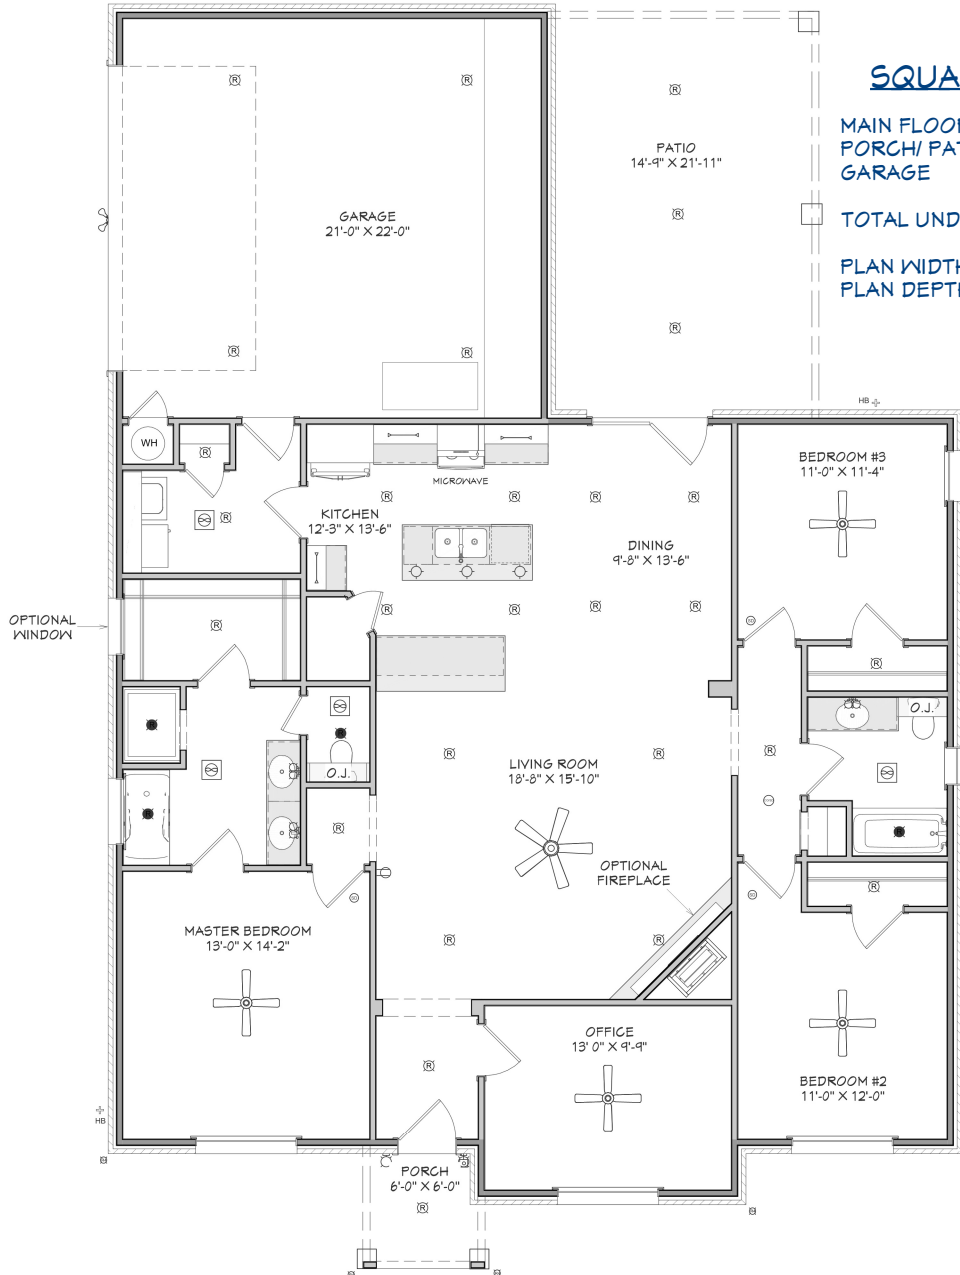 SQUA
MAIN FLOOR
PORCH/ PAT
GARAGE
TOTAL UND
PLAN WIDTH
PLAN DEPTH
PATIO
14'-9" X 21'-11"
GARAGE
21'-0" X 22'-0"
HB
WH
MICROWAVE
KITCHEN
12'-3" X 13'-6"
DINING
9'-8" X 13'-6"
BEDROOM #3
11'-0" X 11'-4"
OPTIONAL
WINDOW
O.J.
O.J.
LIVING ROOM
18'-8" X 15'-10"
OPTIONAL
FIREPLACE
MASTER BEDROOM
13'-0" X 14'-2"
OFFICE
13' 0" X 9'-9"
BEDROOM #2
11'-0" X 12'-0"
HB
PORCH
6'-0" X 6'-0"